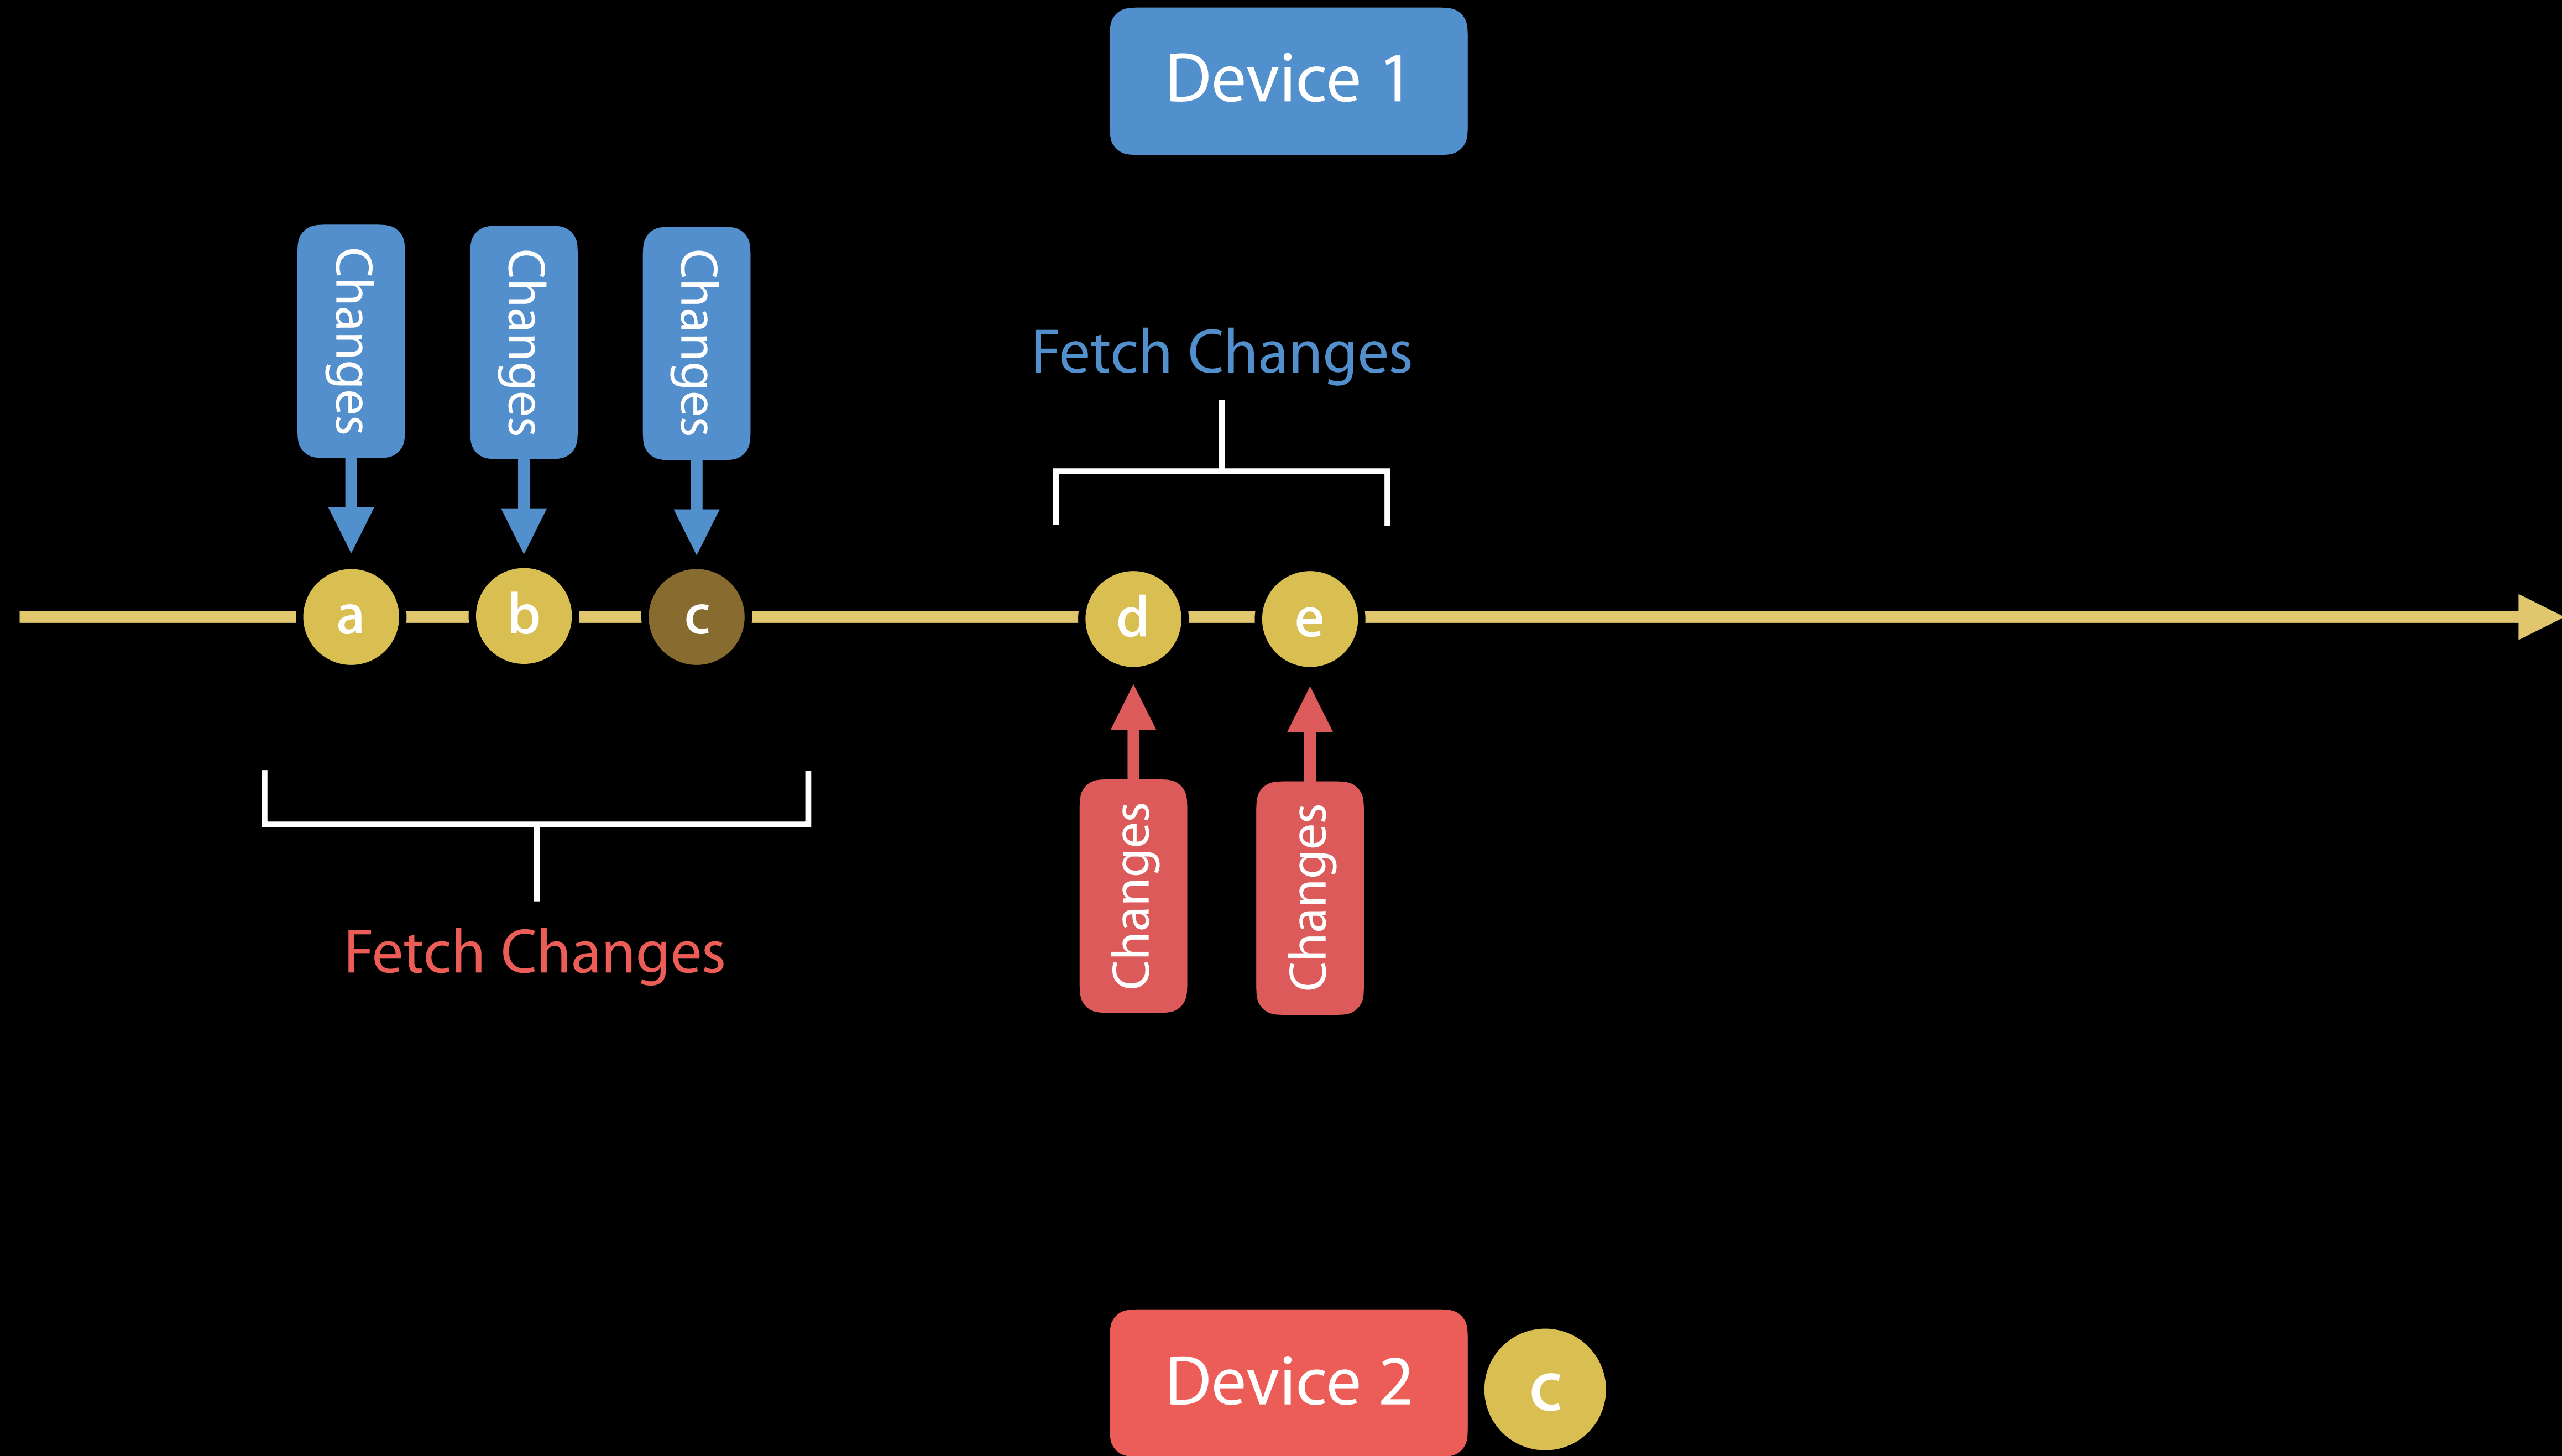 Device 1
Changes
Changes
Changes
Fetch Changes
a
b
c
d
e
Changes
Changes
Fetch Changes
Device 2
c